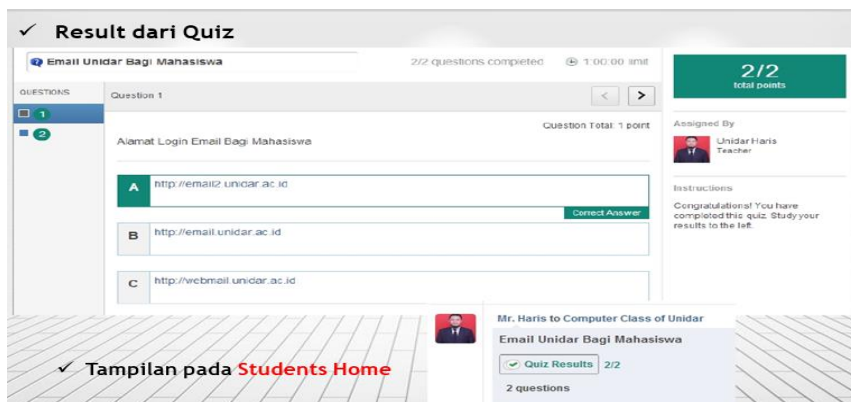 ✓ Result dari Quiz
Email Unidar Bagi Mahasiswa
2/2 questions completed
1:00:00 limit
2/2
total points
QUESTIONS
1
2
Question 1
< >
Question Total: 1 point
Alamat Login Email Bagi Mahasiswa
A http://email2.unidar.ac.id
Correct Answer
B http://email.unidar.ac.id
C http://webmail.unidar.ac.id
Assigned By
Unidar Haris
Teacher
Instructions
Congratulations! You have
completed this quiz. Study your
results to the left.
Mr. Haris to Computer Class of Unidar
Email Unidar Bagi Mahasiswa
Quiz Results 2/2
2 questions
✓ Tampilan pada Students Home